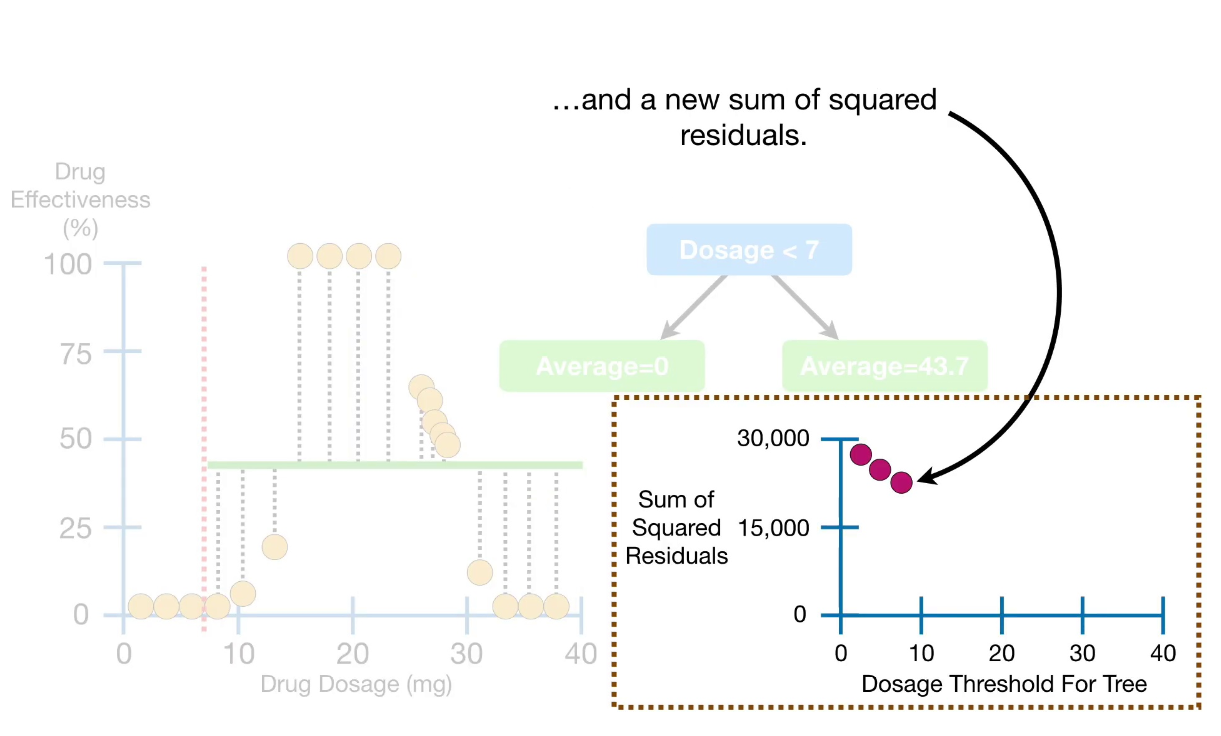 …and a new sum of squared
residuals.
Drug
Effectiveness
(%)
100
75
50
25
0
0 10 20 30 40
Drug Dosage (mg)
Dosage < 7
Average=0
Average=43.7
30,000
15,000
0
Sum of
Squared
Residuals
0 10 20 30 40
Dosage Threshold For Tree